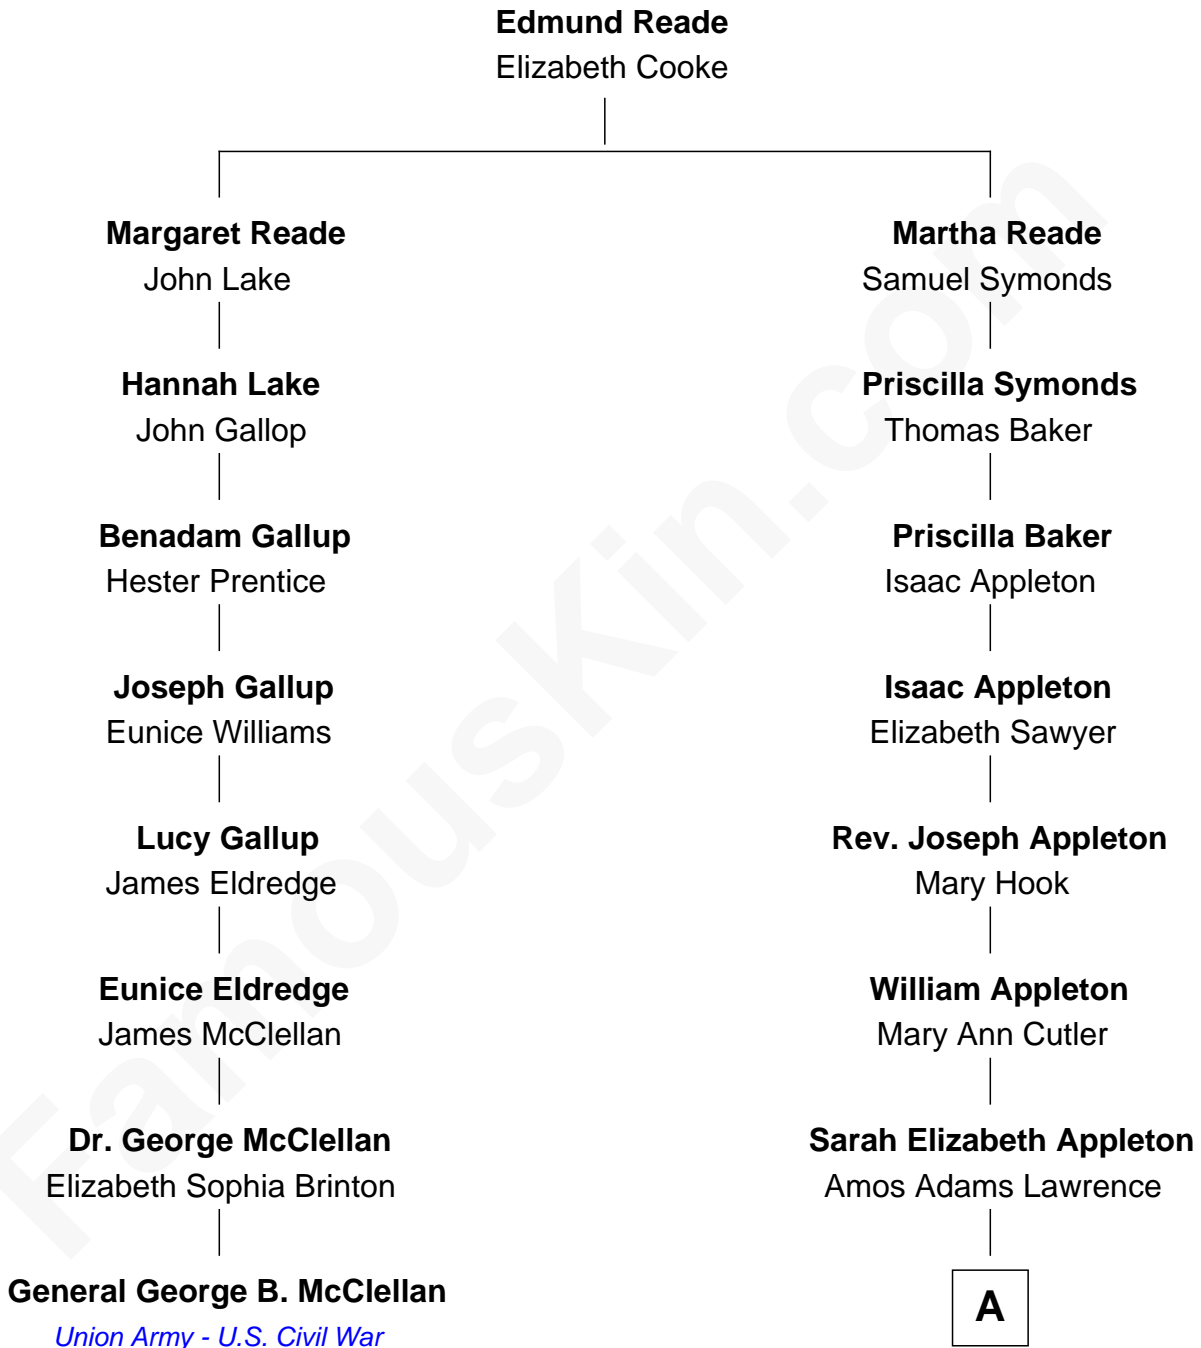 Edmund Reade
Elizabeth Cooke
Margaret Reade
John Lake
Hannah Lake
John Gallop
Benadam Gallup
Hester Prentice
Joseph Gallup
Eunice Williams
Lucy Gallup
James Eldredge
Eunice Eldredge
James McClellan
Dr. George McClellan
Elizabeth Sophia Brinton
General George B. McClellan
Union Army - U.S. Civil War
Martha Reade
Samuel Symonds
Priscilla Symonds
Thomas Baker
Priscilla Baker
Isaac Appleton
Isaac Appleton
Elizabeth Sawyer
Rev. Joseph Appleton
Mary Hook
William Appleton
Mary Ann Cutler
Sarah Elizabeth Appleton
Amos Adams Lawrence
A
FamousKin.com